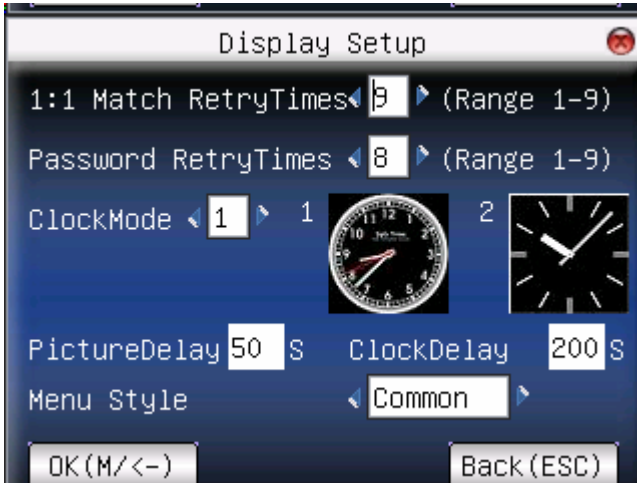 Display Setup
1:1 Match RetryTimes 9 (Range 1-9)
Password RetryTimes 8 (Range 1-9)
ClockMode 1 1 2
PictureDelay 50 S ClockDelay 200 S
Menu Style Common
OK(M/<-) Back(ESC)